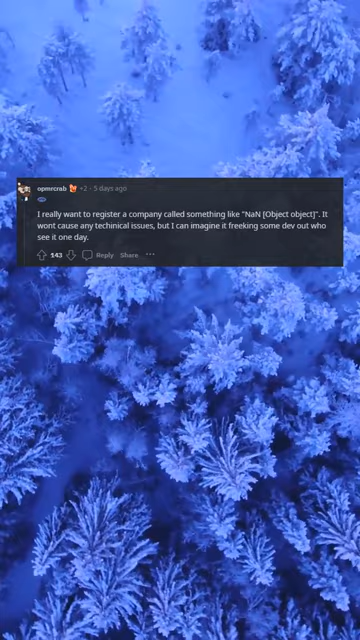 opmrcrab +2 · 5 days ago
I really want to register a company called something like "NaN [Object object]". It
wont cause any techinical issues, but I can imagine it freeking some dev out who
see it one day.
143 Reply Share ···